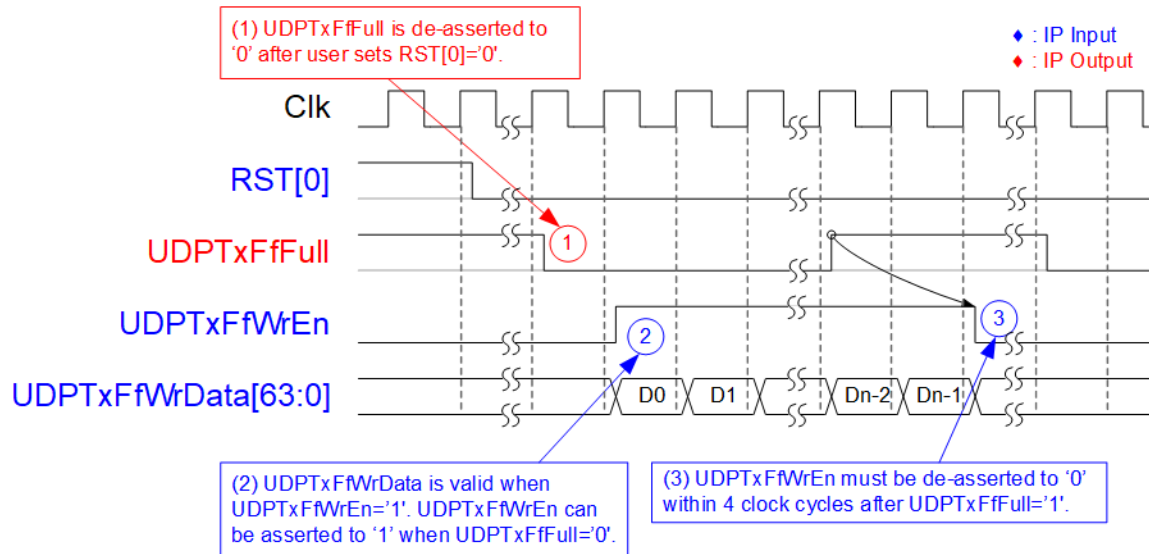 (1) UDPTxFfFull is de-asserted to
‘0’ after user sets RST[0]=’0’.
♦ : IP Input
♦ : IP Output
Clk
RST[0]
UDPTxFfFull
1
UDPTxFfWrEn
2
3
UDPTxFfWrData[63:0]
D0
D1
Dn-2
Dn-1
(2) UDPTxFfWrData is valid when
UDPTxFfWrEn=’1’. UDPTxFfWrEn can
be asserted to ‘1’ when UDPTxFfFull=’0’.
(3) UDPTxFfWrEn must be de-asserted to ‘0’
within 4 clock cycles after UDPTxFfFull=’1’.